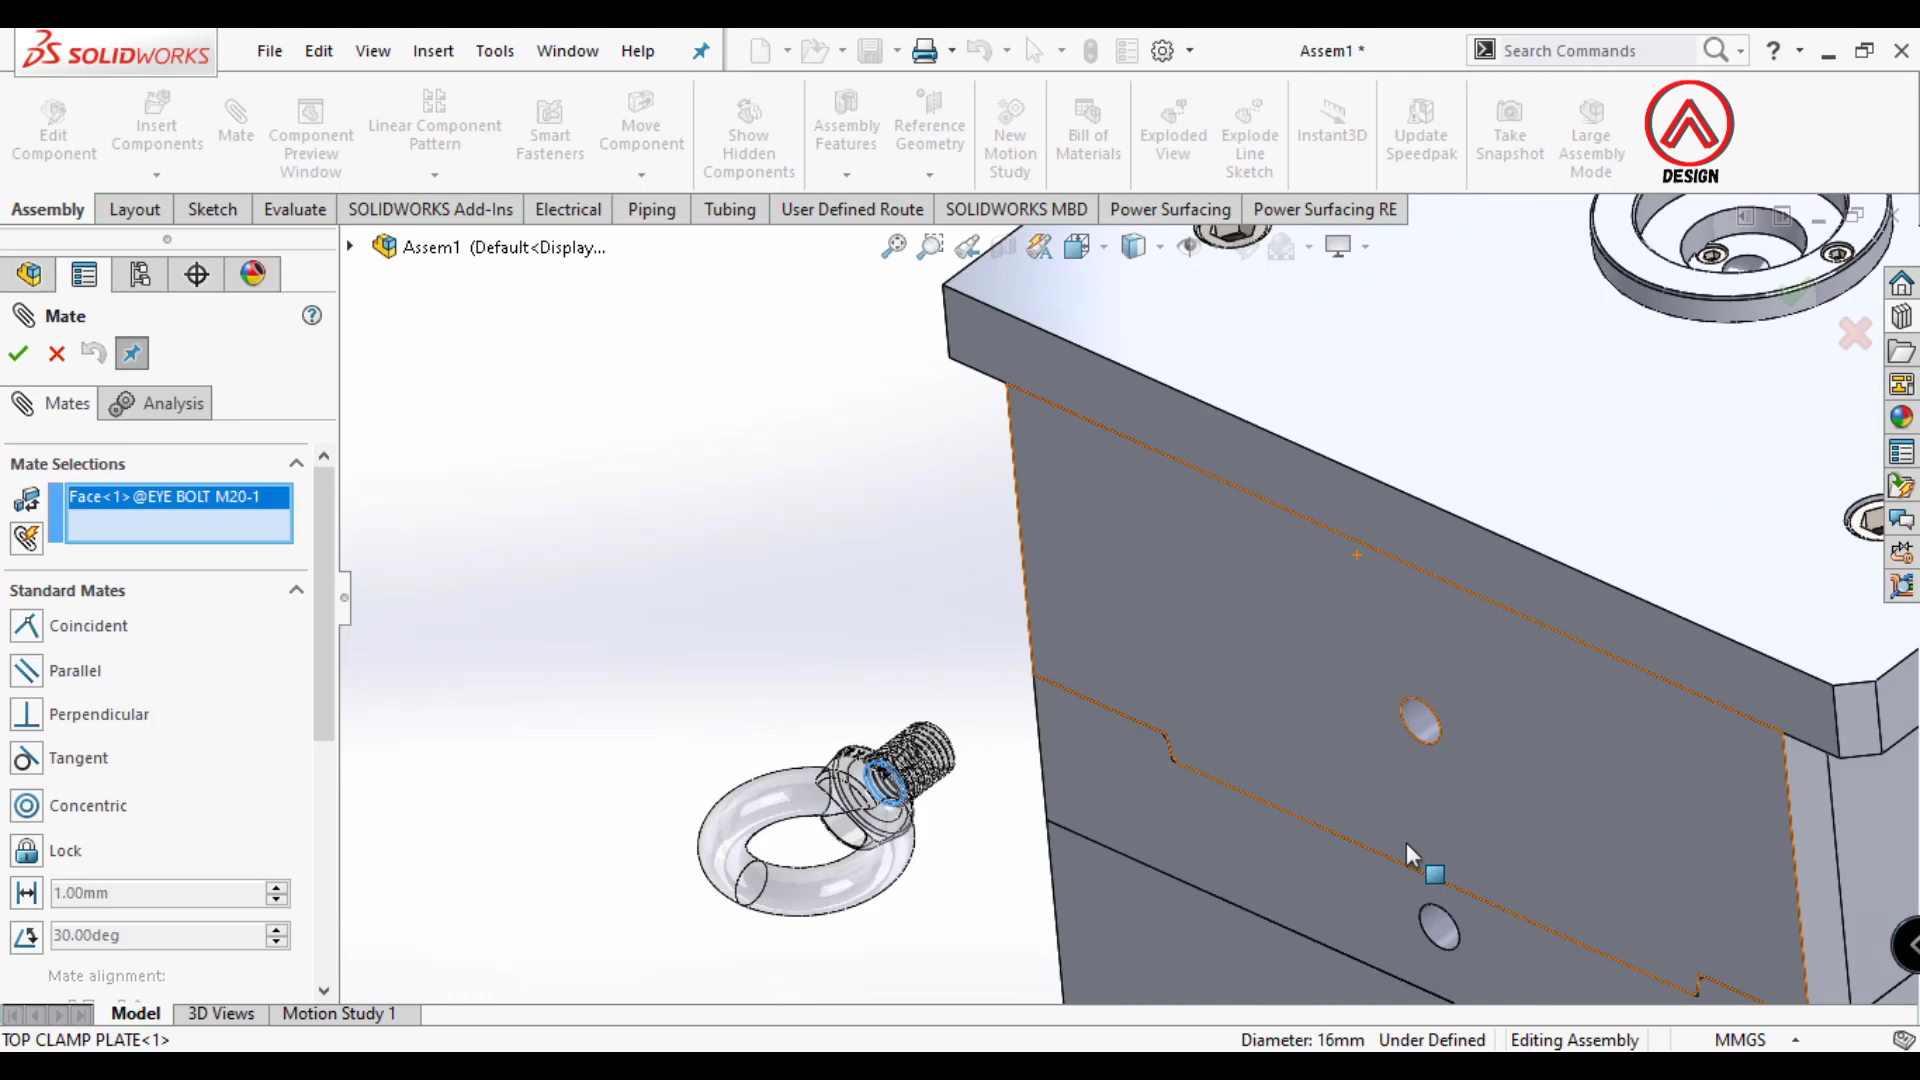 SOLIDWORKS File Edit View Insert Tools Window Help Assem1 * Search Commands ?
Edit Component
Insert Components
Mate
Component Preview Window
Linear Component Pattern
Smart Fasteners
Move Component
Show Hidden Components
Assembly Features
Reference Geometry
New Motion Study
Bill of Materials
Exploded View
Explode Line Sketch
Instant3D
Update Speedpak
Take Snapshot
Large Assembly Mode
DESIGN
Assembly Layout Sketch Evaluate SOLIDWORKS Add-Ins Electrical Piping Tubing User Defined Route SOLIDWORKS MBD Power Surfacing Power Surfacing RE
Assem1 (Default<Display...
Mate
Mates Analysis
Mate Selections
Face<1>@EYE BOLT M20-1
Standard Mates
Coincident
Parallel
Perpendicular
Tangent
Concentric
Lock
1.00mm
30.00deg
Mate alignment:
Model 3D Views Motion Study 1
TOP CLAMP PLATE<1> Diameter: 16mm Under Defined Editing Assembly MMGS